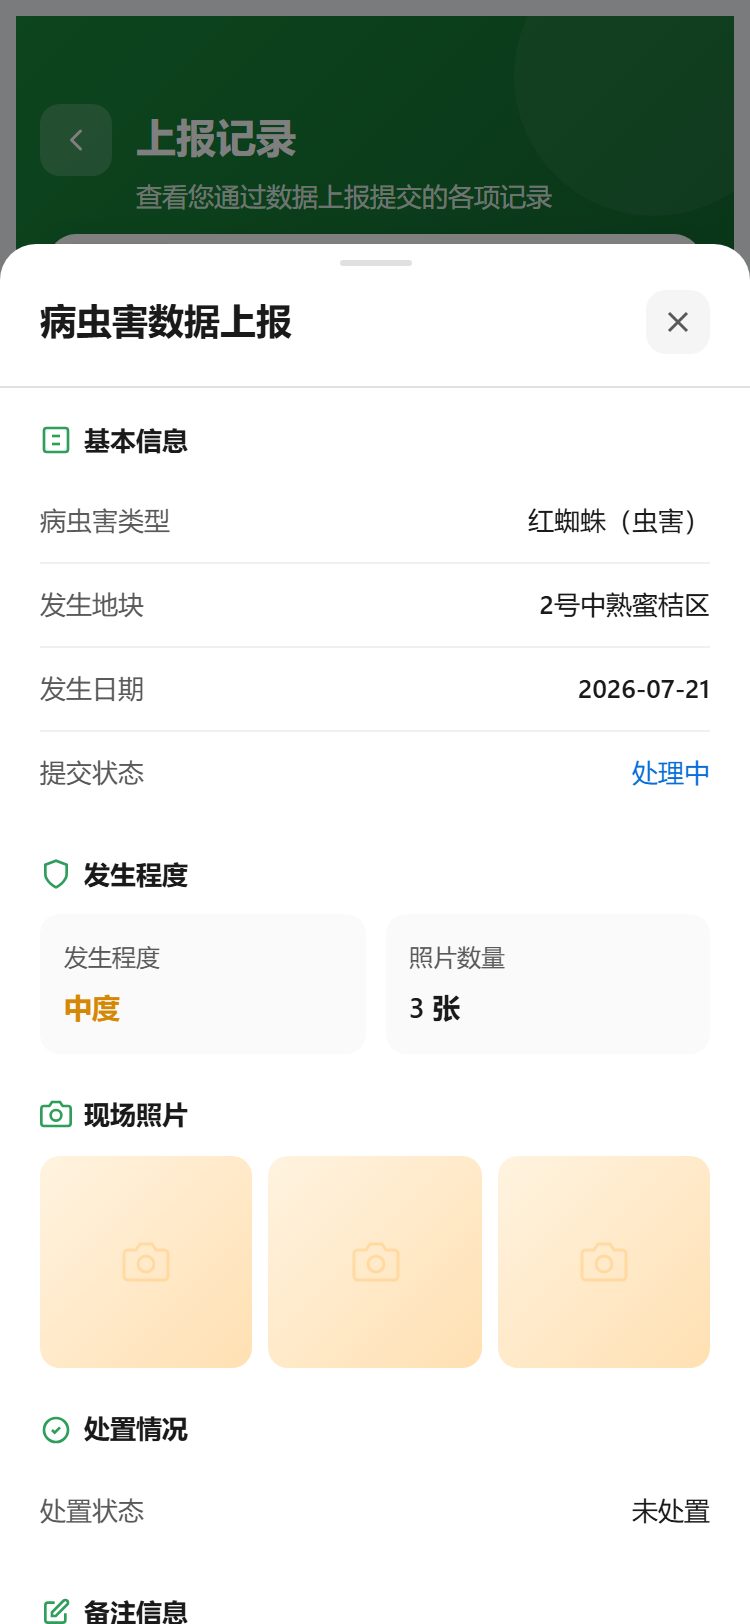 上报记录
查看您通过数据上报提交的各项记录
病虫害数据上报
基本信息
病虫害类型 红蜘蛛（虫害）
发生地块 2号中熟蜜桔区
发生日期 2026-07-21
提交状态 处理中
发生程度
发生程度 照片数量
中度 3 张
现场照片
处置情况
处置状态 未处置
备注信息